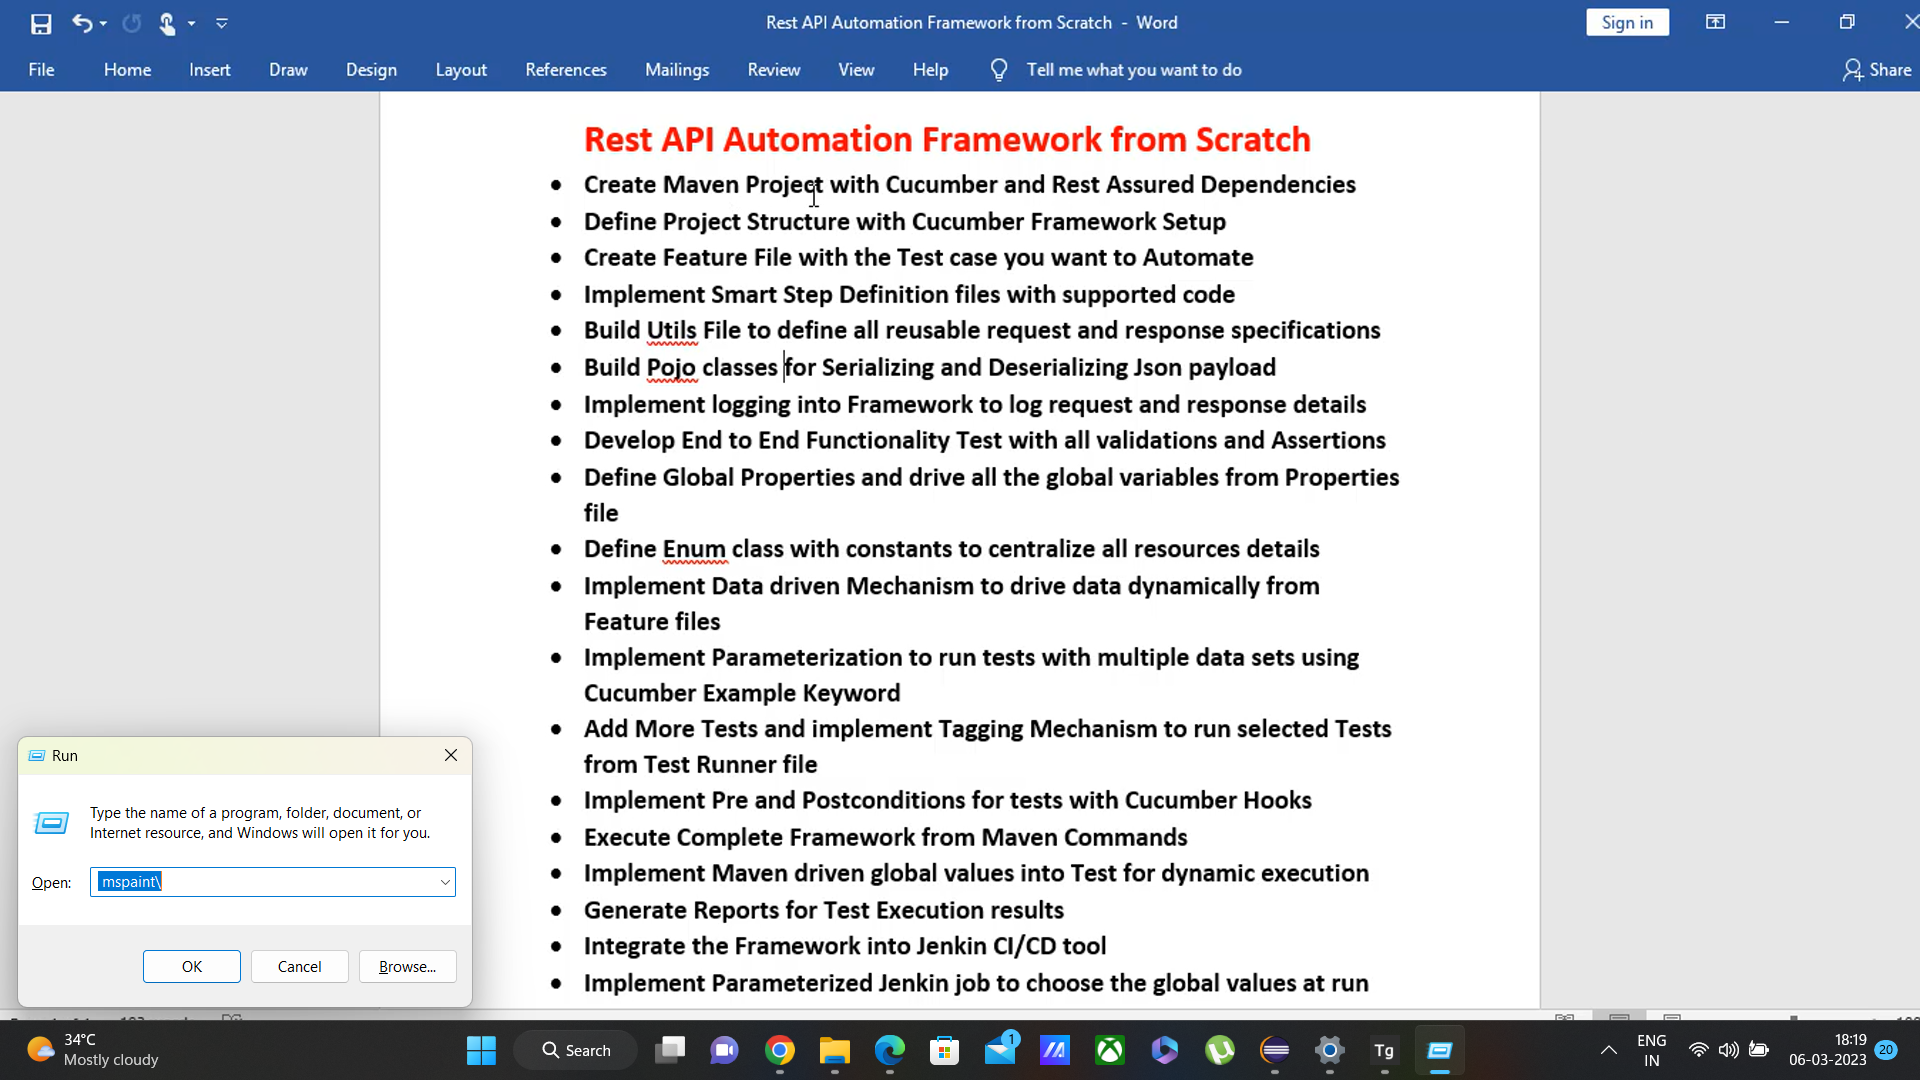 Rest API Automation Framework from Scratch - Word
Sign in
File Home Insert Draw Design Layout References Mailings Review View Help Tell me what you want to do Share
Rest API Automation Framework from Scratch
• Create Maven Project with Cucumber and Rest Assured Dependencies
• Define Project Structure with Cucumber Framework Setup
• Create Feature File with the Test case you want to Automate
• Implement Smart Step Definition files with supported code
• Build Utils File to define all reusable request and response specifications
• Build Pojo classes for Serializing and Deserializing Json payload
• Implement logging into Framework to log request and response details
• Develop End to End Functionality Test with all validations and Assertions
• Define Global Properties and drive all the global variables from Properties
file
• Define Enum class with constants to centralize all resources details
• Implement Data driven Mechanism to drive data dynamically from
Feature files
• Implement Parameterization to run tests with multiple data sets using
Cucumber Example Keyword
• Add More Tests and implement Tagging Mechanism to run selected Tests
from Test Runner file
• Implement Pre and Postconditions for tests with Cucumber Hooks
• Execute Complete Framework from Maven Commands
• Implement Maven driven global values into Test for dynamic execution
• Generate Reports for Test Execution results
• Integrate the Framework into Jenkin CI/CD tool
• Implement Parameterized Jenkin job to choose the global values at run
Run
Type the name of a program, folder, document, or
Internet resource, and Windows will open it for you.
Open: mspaint\
OK Cancel Browse...
34°C
Mostly cloudy
Search
1
Tg
ENG
IN
18:19
06-03-2023
20